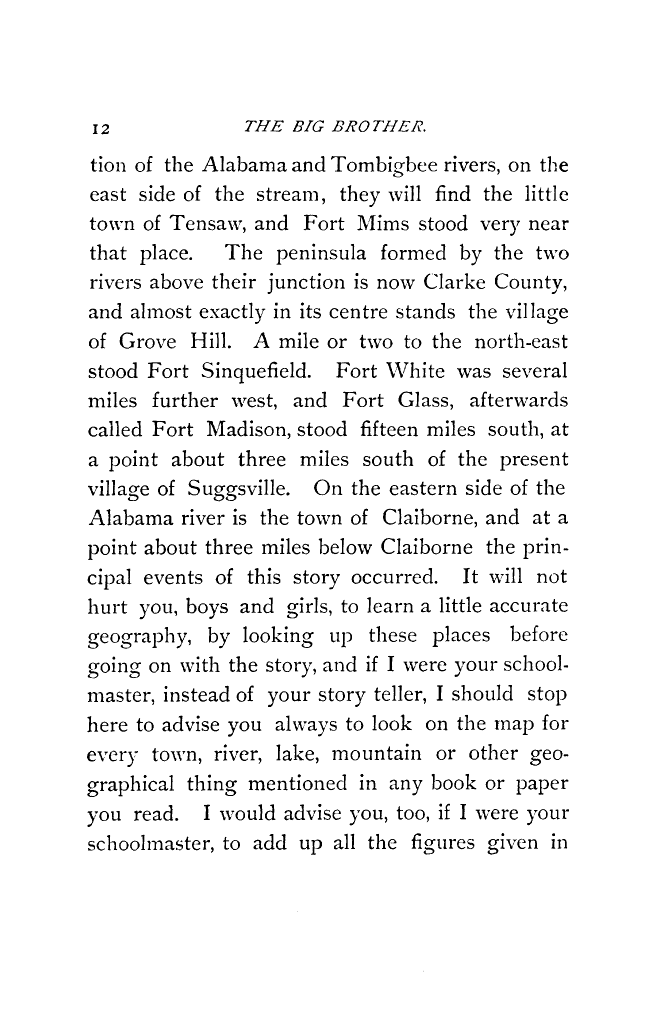 12 THE BIG BROTHER.
tion of the Alabama and Tombigbee rivers, on the
east side of the stream, they will find the little
town of Tensaw, and Fort Mims stood very near
that place. The peninsula formed by the two
rivers above their junction is now Clarke County,
and almost exactly in its centre stands the village
of Grove Hill. A mile or two to the north-east
stood Fort Sinquefield. Fort White was several
miles further west, and Fort Glass, afterwards
called Fort Madison, stood fifteen miles south, at
a point about three miles south of the present
village of Suggsville. On the eastern side of the
Alabama river is the town of Claiborne, and at a
point about three miles below Claiborne the prin-
cipal events of this story occurred. It will not
hurt you, boys and girls, to learn a little accurate
geography, by looking up these places before
going on with the story, and if I were your school-
master, instead of your story teller, I should stop
here to advise you always to look on the map for
every town, river, lake, mountain or other geo-
graphical thing mentioned in any book or paper
you read. I would advise you, too, if I were your
schoolmaster, to add up all the figures given in